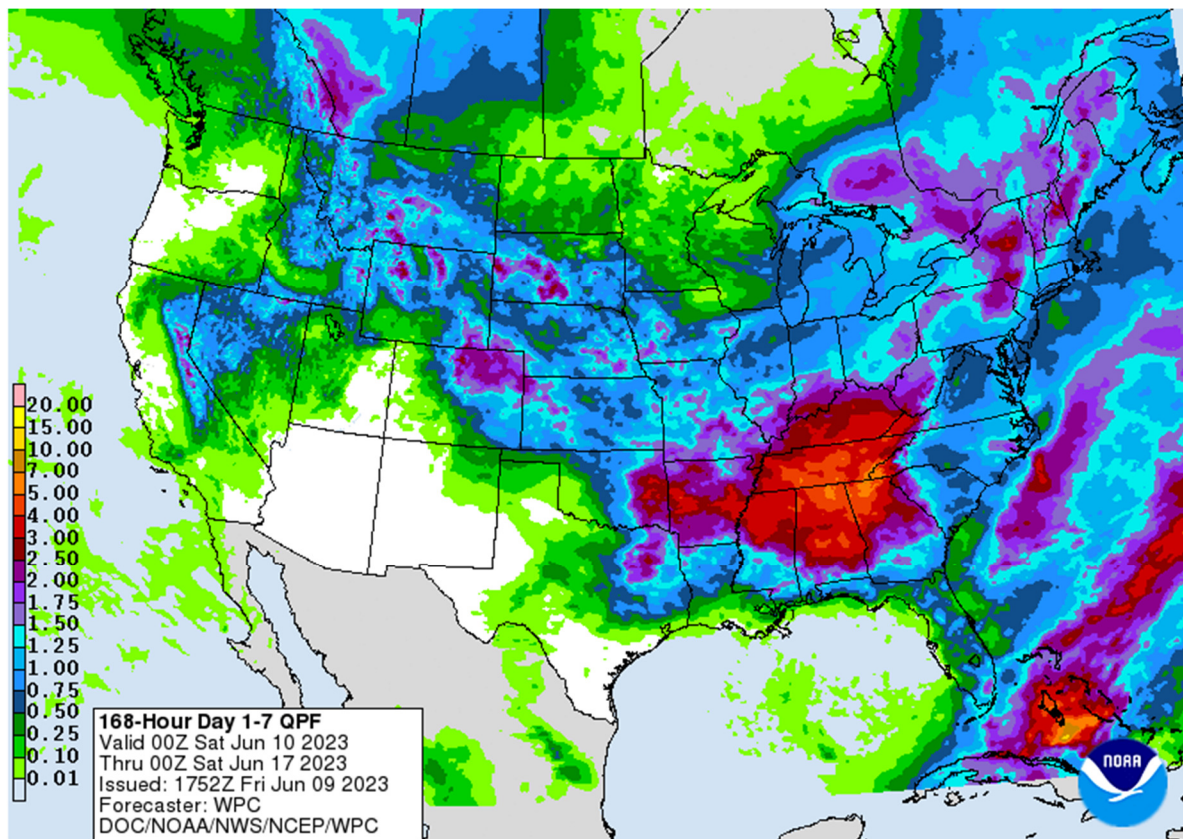 20.00
15.00
10.00
7.00
5.00
4.00
3.00
2.50
2.00
1.75
1.50
1.25
1.00
0.75
0.50
0.25
0.10
0.01
168-Hour Day 1-7 QPF
Valid 00Z Sat Jun 10 2023
Thru 00Z Sat Jun 17 2023
Issued: 1752Z Fri Jun 09 2023
Forecaster: WPC
DOC/NOAA/NWS/NCEP/WPC
NOAA